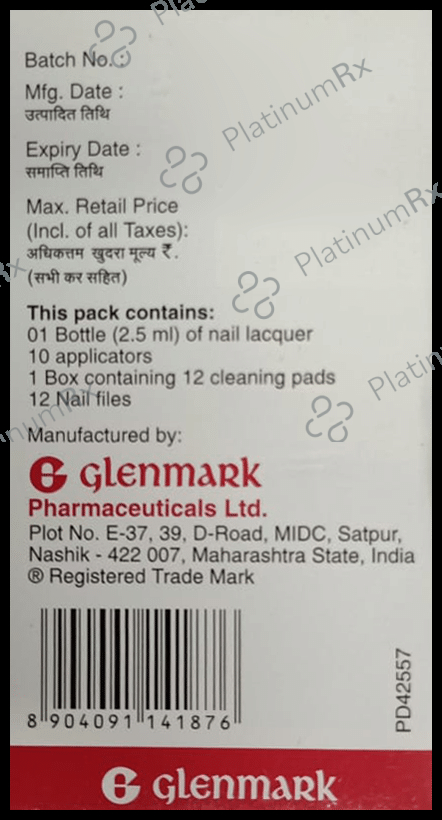 Batch No. :
Mfg. Date :
उत्पादित तिथि
Expiry Date :
समाप्ति तिथि
Max. Retail Price
(Incl. of all Taxes):
अधिकत्तम खुदरा मूल्य ₹.
(सभी कर सहित)
This pack contains:
01 Bottle (2.5 ml) of nail lacquer
10 applicators
1 Box containing 12 cleaning pads
12 Nail files
Manufactured by:
glenmark
Pharmaceuticals Ltd.
Plot No. E-37, 39, D-Road, MIDC, Satpur,
Nashik - 422 007, Maharashtra State, India
® Registered Trade Mark
8 904091 141876
PD42557
glenmark
PlatinumRx
PlatinumRx
PlatinumRx